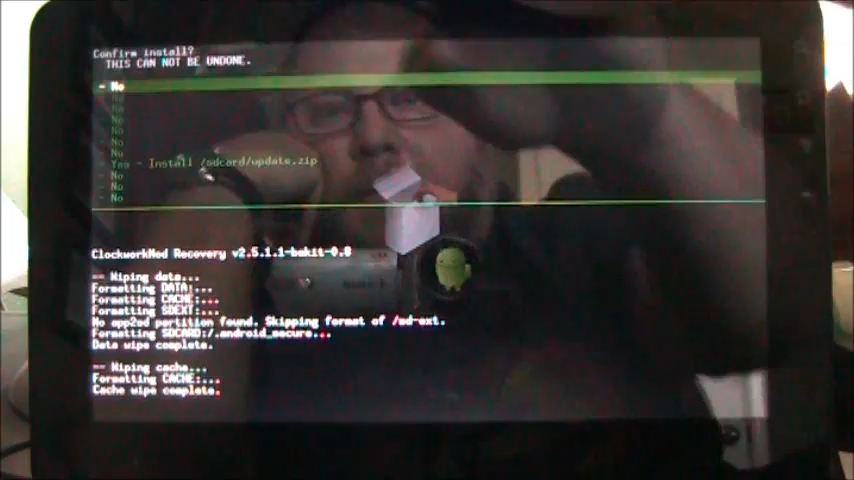 Confirm install?
THIS CAN NOT BE UNDONE.
- No
- No
- No
- No
- No
- No
- No
- Yes - Install /sdcard/update.zip
- No
- No
- No
ClockworkMod Recovery v2.5.1.1-bekit-0.8
-- Wiping data...
Formatting DATA:...
Formatting CACHE:...
Formatting SDEXT:...
No app2sd partition found. Skipping format of /sd-ext.
Formatting SDCARD:/.android_secure...
Data wipe complete.
-- Wiping cache...
Formatting CACHE:...
Cache wipe complete.